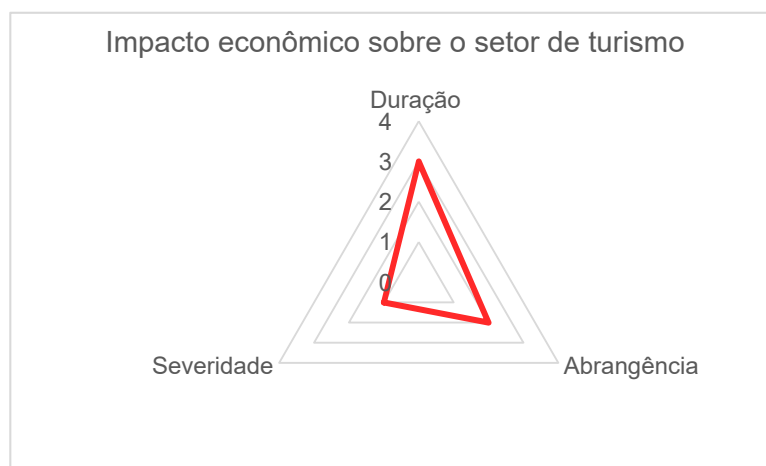 Impacto econômico sobre o setor de turismo
Duração
4
3
2
1
0
Severidade
Abrangência